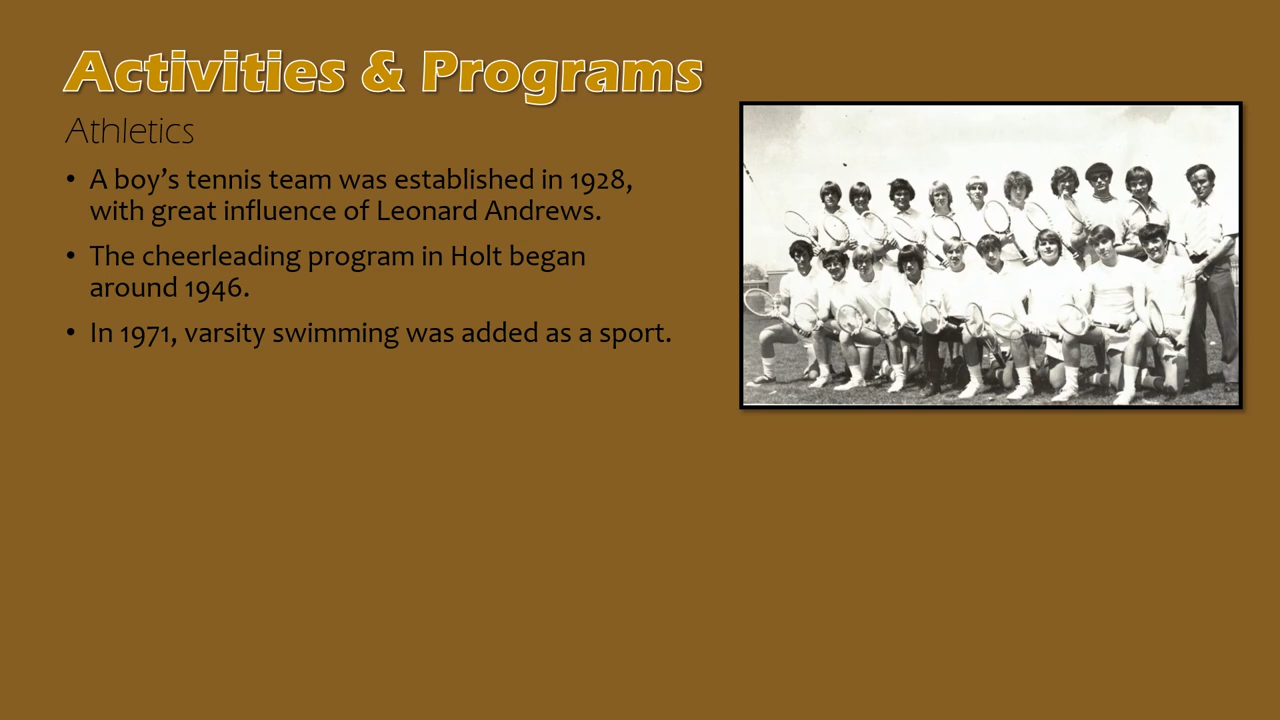 Activities & Programs
Athletics
• A boy’s tennis team was established in 1928,
with great influence of Leonard Andrews.
• The cheerleading program in Holt began
around 1946.
• In 1971, varsity swimming was added as a sport.